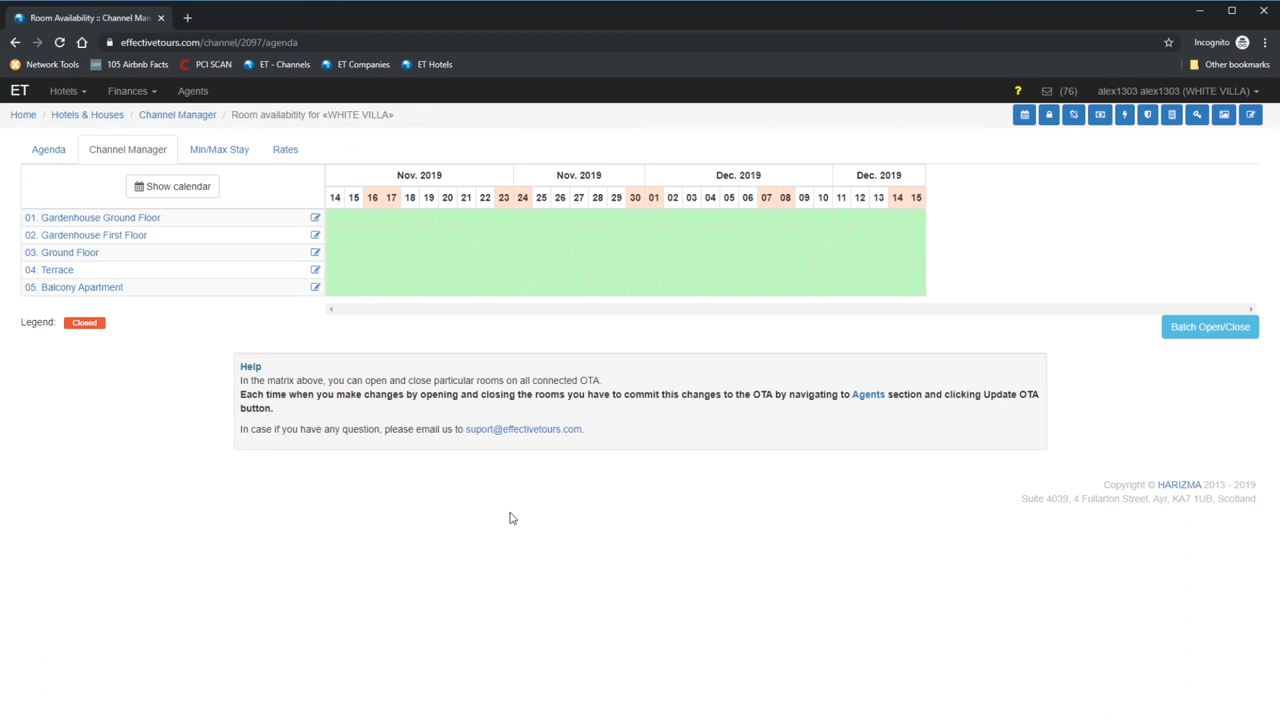 Room Availability :: Channel Man
effectivetours.com/channel/2097/agenda
Incognito
Network Tools
105 Airbnb Facts
PCI SCAN
ET - Channels
ET Companies
ET Hotels
Other bookmarks
ET
Hotels
Finances
Agents
?
(76)
alex1303 alex1303 (WHITE VILLA)
Home / Hotels & Houses / Channel Manager / Room availabitity for «WHITE VILLA»
Agenda
Channel Manager
Min/Max Stay
Rates
Show calendar
Nov. 2019
Nov. 2019
Dec. 2019
Dec. 2019
14 15 16 17 18 19 20 21 22 23 24 25 26 27 28 29 30 01 02 03 04 05 06 07 08 09 10 11 12 13 14 15
01. Gardenhouse Ground Floor
02. Gardenhouse First Floor
03. Ground Floor
04. Terrace
05. Balcony Apartment
Legend: Closed
Batch Open/Close
Help
In the matrix above, you can open and close particular rooms on all connected OTA.
Each time when you make changes by opening and closing the rooms you have to commit this changes to the OTA by navigating to Agents section and clicking Update OTA
button.
In case if you have any question, please email us to suport@effectivetours.com.
Copyright © HARIZMA 2013 - 2019
Suite 4039, 4 Fullarton Street, Ayr, KA7 1UB, Scotland